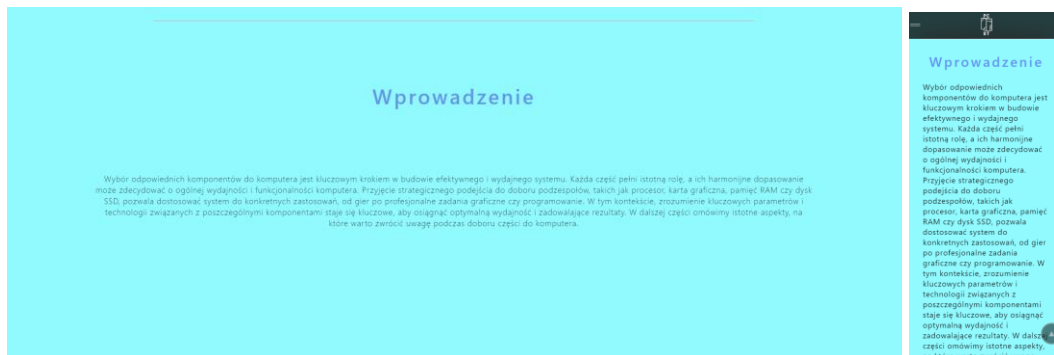 Wprowadzenie
Wybór odpowiednich komponentów do komputera jest kluczowym krokiem w budowie efektywnego i wydajnego systemu. Każda część pełni istotną rolę, a ich harmonijne dopasowanie
może zdecydować o ogólnej wydajności i funkcjonalności komputera. Przyjęcie strategicznego podejścia do doboru podzespołów, takich jak procesor, karta graficzna, pamięć RAM czy dysk
SSD, pozwala dostosować system do konkretnych zastosowań, od gier po profesjonalne zadania graficzne czy programowanie. W tym kontekście, zrozumienie kluczowych parametrów i
technologii związanych z poszczególnymi komponentami staje się kluczowe, aby osiągnąć optymalną wydajność i zadowalające rezultaty. W dalszej części omówimy istotne aspekty, na
które warto zwrócić uwagę podczas doboru części do komputera.
Wprowadzenie
Wybór odpowiednich
komponentów do komputera jest
kluczowym krokiem w budowie
efektywnego i wydajnego
systemu. Każda część pełni
istotną rolę, a ich harmonijne
dopasowanie może zdecydować
o ogólnej wydajności i
funkcjonalności komputera.
Przyjęcie strategicznego
podejścia do doboru
podzespołów, takich jak
procesor, karta graficzna, pamięć
RAM czy dysk SSD, pozwala
dostosować system do
konkretnych zastosowań, od gier
po profesjonalne zadania
graficzne czy programowanie. W
tym kontekście, zrozumienie
kluczowych parametrów i
technologii związanych z
poszczególnymi komponentami
staje się kluczowe, aby osiągnąć
optymalną wydajność i
zadowalające rezultaty. W dalszej
części omówimy istotne aspekty,